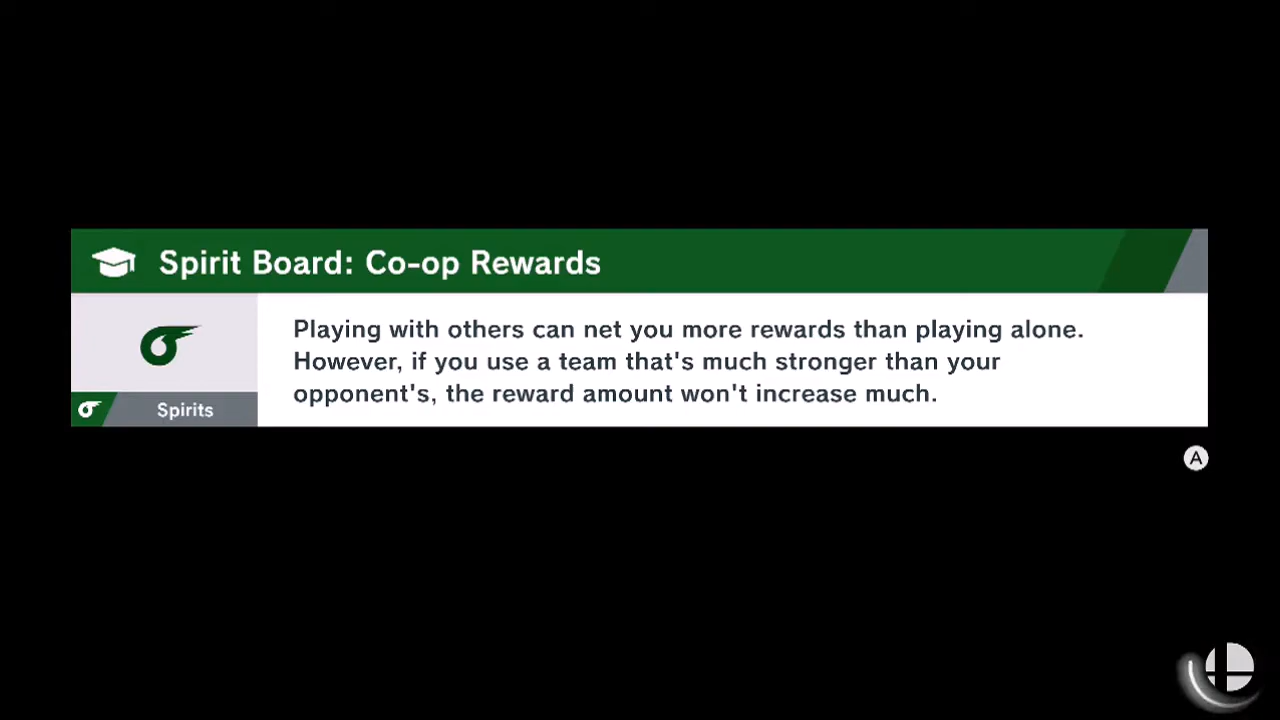 Spirit Board: Co-op Rewards
Playing with others can net you more rewards than playing alone.
However, if you use a team that's much stronger than your
opponent's, the reward amount won't increase much.
Spirits
A